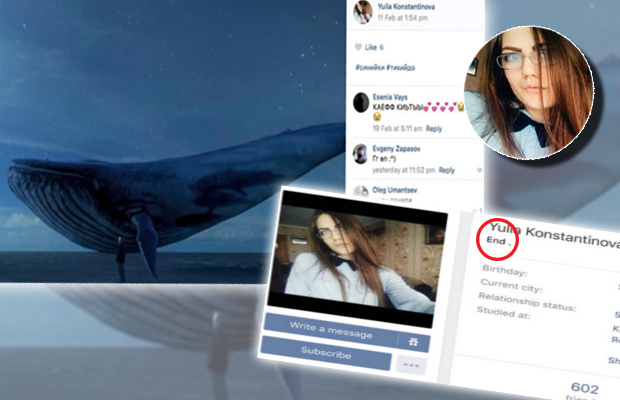 Yulia Konstantinova
11 Feb at 1:54 pm
Like 6
#синийкит #тихийдо
Esenia Vays
КАЕФФ КИЬТЫЫ
19 Feb at 5:11 am Reply
Evgeny Zapasov
Гг вп :")
yesterday at 11:52 pm Reply
Oleg Umantsev
Write a message
Subscribe
Yulia Konstantinova
End .
Birthday:
Current city:
Relationship status:
Studied at:
602